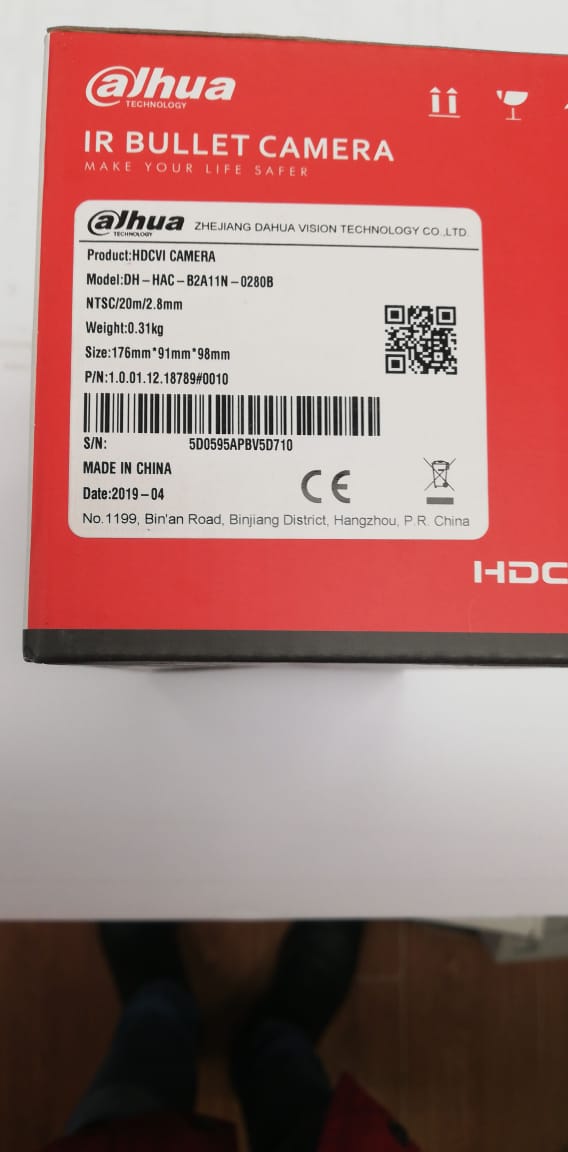 alhua
TECHNOLOGY
IR BULLET CAMERA
MAKE YOUR LIFE SAFER
alhua
TECHNOLOGY
ZHEJIANG DAHUA VISION TECHNOLOGY CO.,LTD.
Product:HDCVI CAMERA
Model:DH-HAC-B2A11N-0280B
NTSC/20m/2.8mm
Weight:0.31kg
Size:176mm*91mm*98mm
P/N:1.0.01.12.18789#0010
S/N: 5D0595APBV5D710
MADE IN CHINA
Date:2019-04
CE
No.1199, Bin'an Road, Binjiang District, Hangzhou, P.R. China
HDC